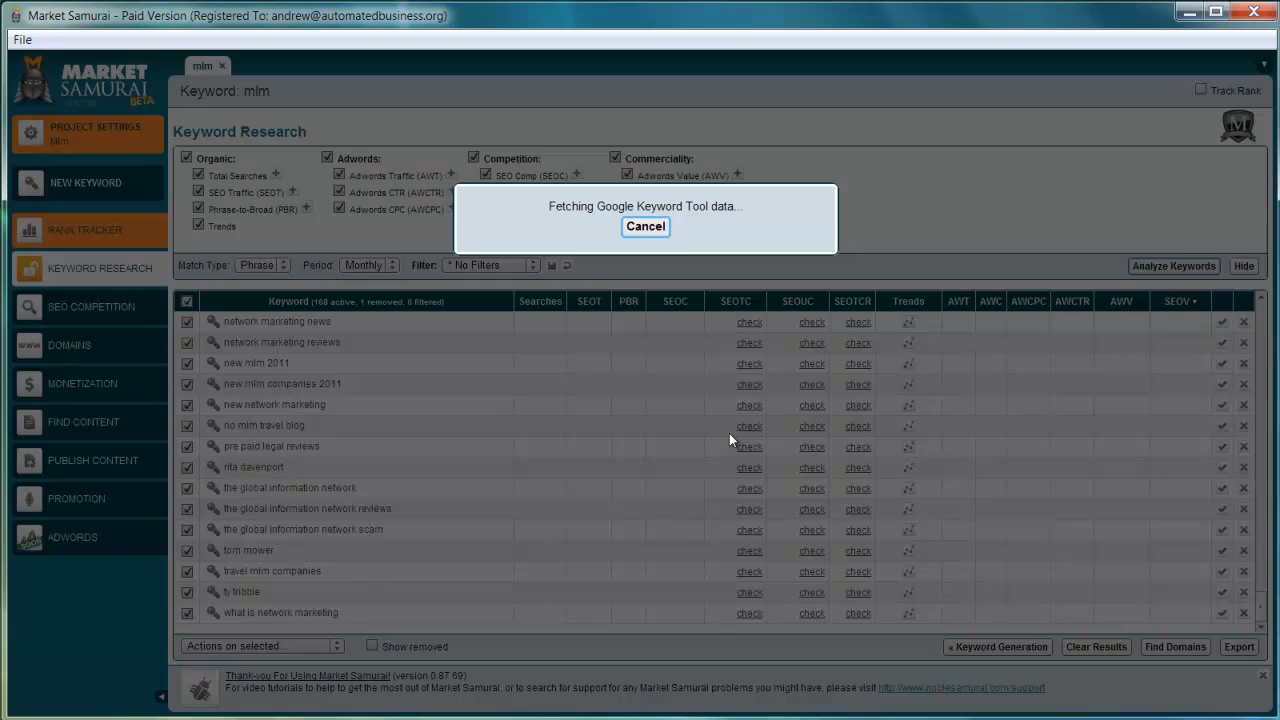 Market Samurai - Paid Version (Registered To: andrew@automatedbusiness.org)
File
MARKET
SAMURAI
BETA
mlm
Keyword: mlm
Track Rank
PROJECT SETTINGS
Mlm
NEW KEYWORD
RANK TRACKER
KEYWORD RESEARCH
SEO COMPETITION
WWW DOMAINS
$ MONETIZATION
FIND CONTENT
PUBLISH CONTENT
PROMOTION
ADWORDS
Keyword Research
M
Organic: Adwords: Competition: Commerciality:
Total Searches + Adwords Traffic (AWT) + SEO Comp (SEOC) + Adwords Value (AWV) +
SEO Traffic (SEOT) + Adwords CTR (AWCTR) +
Phrase-to-Broad (PBR) + Adwords CPC (AWCPC) +
Trends
Fetching Google Keyword Tool data...
Cancel
Match Type: Phrase Period: Monthly Filter: * No Filters Analyze Keywords Hide
Keyword (168 active, 1 removed, 0 filtered) Searches SEOT PBR SEOC SEOTC SEOUC SEOTCR Trends AWT AWC AWCPC AWCTR AWV SEOV
network marketing news check check check
network marketing reviews check check check
new mlm 2011 check check check
new mlm companies 2011 check check check
new network marketing check check check
no mlm travel blog check check check
pre paid legal reviews check check check
rita davenport check check check
the global information network check check check
the global information network reviews check check check
the global information network scam check check check
tom mower check check check
travel mlm companies check check check
ty tribble check check check
what is network marketing check check check
Actions on selected... Show removed « Keyword Generation Clear Results Find Domains Export
Thank-you For Using Market Samurai! (version 0.87.69)
For video tutorials to help to get the most out of Market Samurai, or to search for support for any Market Samurai problems you might have, please visit http://www.noblesamurai.com/support